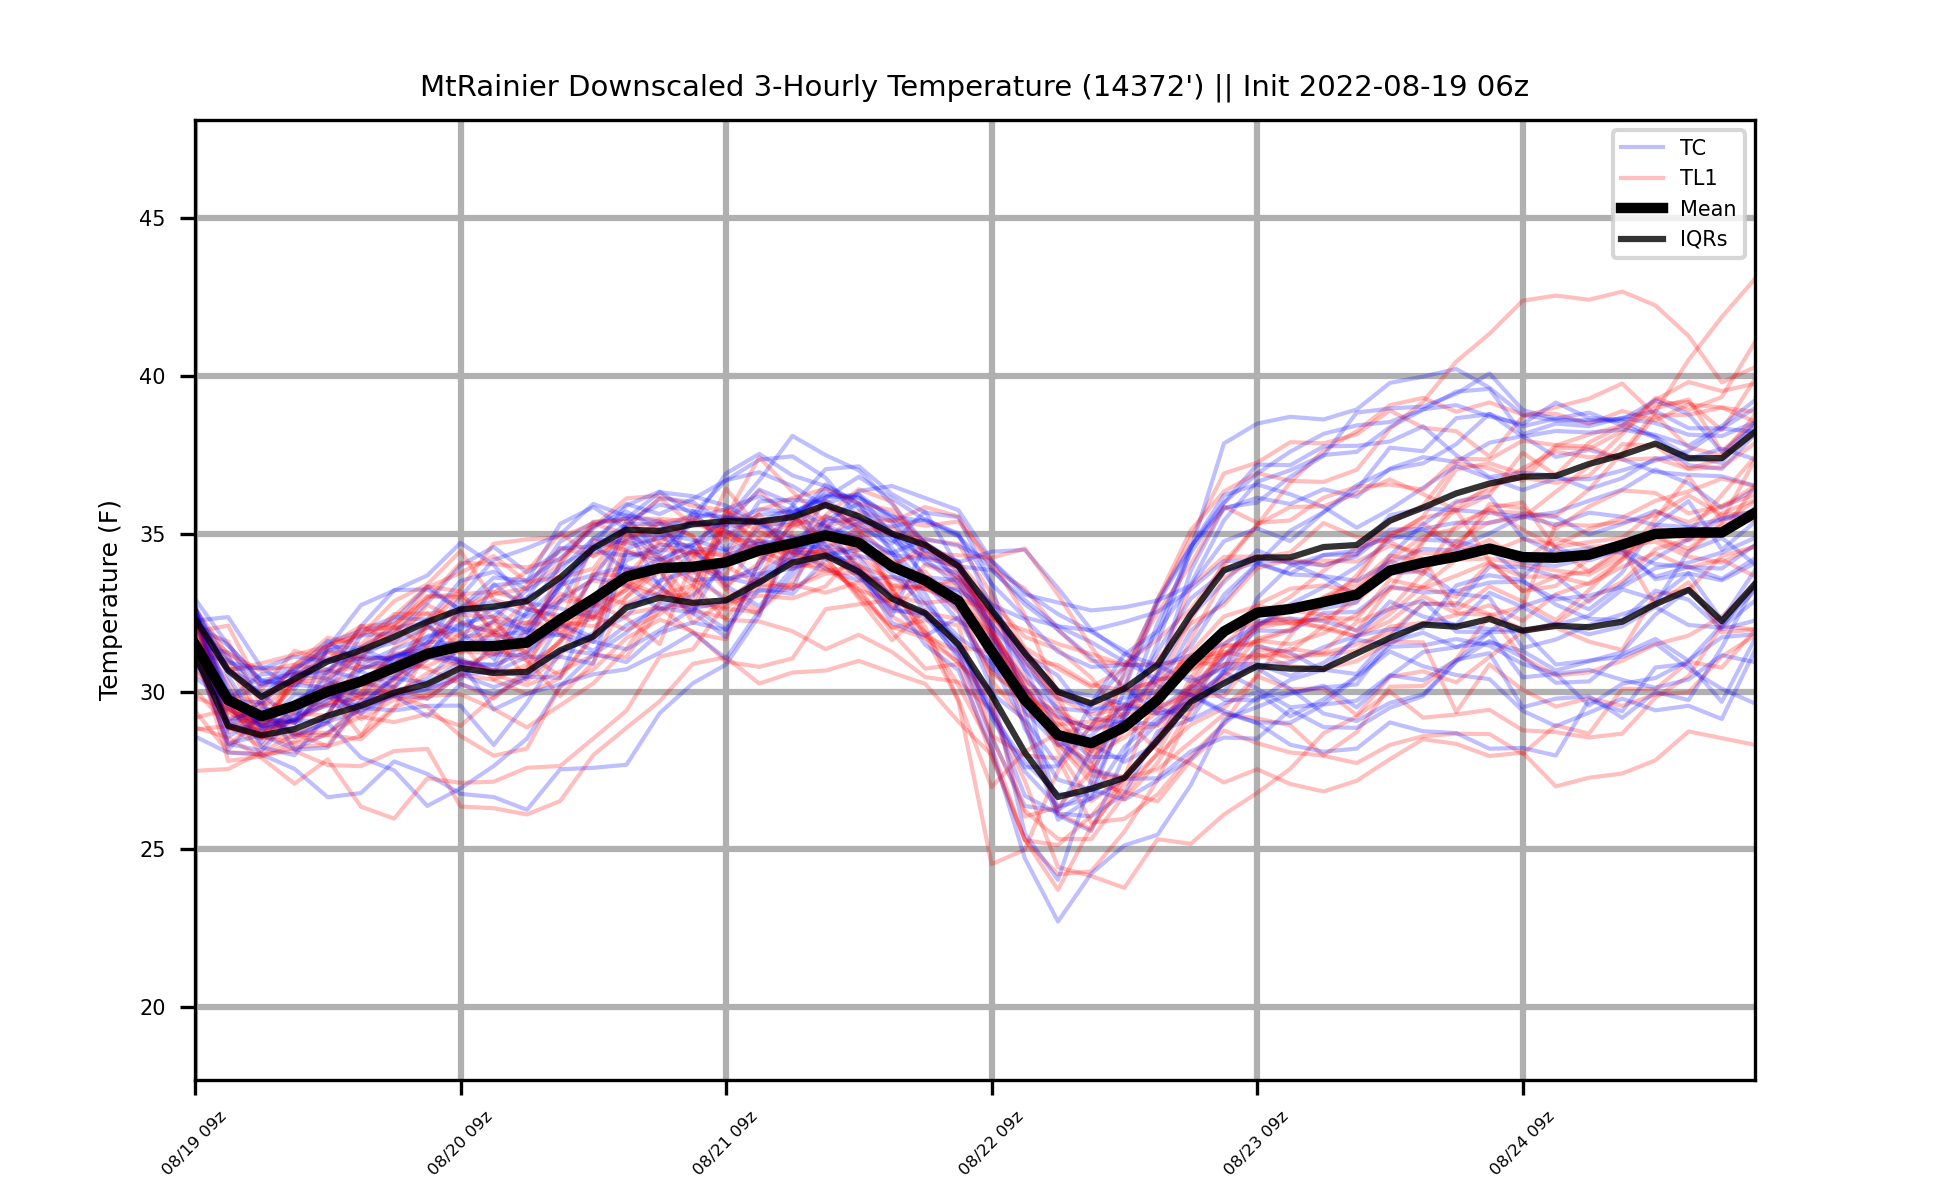 MtRainier Downscaled 3-Hourly Temperature (14372') || Init 2022-08-19 06z
TC
TL1
Mean
IQRs
Temperature (F)
45
40
35
30
25
20
08/19 09z
08/20 09z
08/21 09z
08/22 09z
08/23 09z
08/24 09z